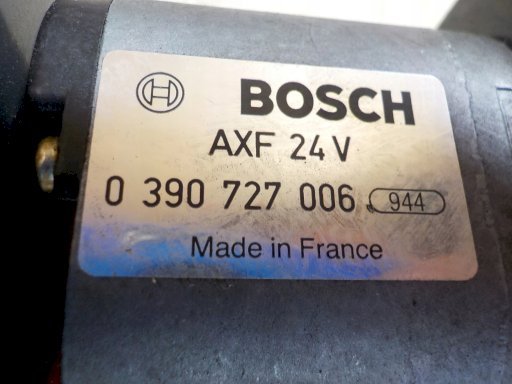 BOSCH
AXF 24 V
0 390 727 006 944
Made in France